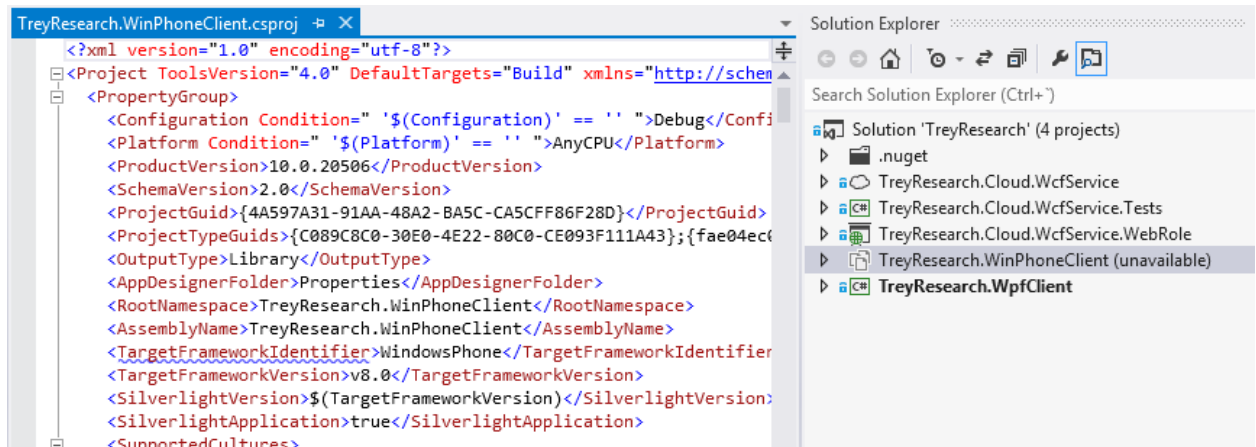 TreyResearch.WinPhoneClient.csproj
<?xml version="1.0" encoding="utf-8"?>
<Project ToolsVersion="4.0" DefaultTargets="Build" xmlns="http://schem
<PropertyGroup>
<Configuration Condition=" '$(Configuration)' == '' ">Debug</Confi
<Platform Condition=" '$(Platform)' == '' ">AnyCPU</Platform>
<ProductVersion>10.0.20506</ProductVersion>
<SchemaVersion>2.0</SchemaVersion>
<ProjectGuid>{4A597A31-91AA-48A2-BA5C-CA5CFF86F28D}</ProjectGuid>
<ProjectTypeGuids>{C089C8C0-30E0-4E22-80C0-CE093F111A43};{fae04ec0
<OutputType>Library</OutputType>
<AppDesignerFolder>Properties</AppDesignerFolder>
<RootNamespace>TreyResearch.WinPhoneClient</RootNamespace>
<AssemblyName>TreyResearch.WinPhoneClient</AssemblyName>
<TargetFrameworkIdentifier>WindowsPhone</TargetFrameworkIdentifier
<TargetFrameworkVersion>v8.0</TargetFrameworkVersion>
<SilverlightVersion>$(TargetFrameworkVersion)</SilverlightVersion>
<SilverlightApplication>true</SilverlightApplication>
<SupportedCultures>
Solution Explorer
Search Solution Explorer (Ctrl+`)
Solution 'TreyResearch' (4 projects)
.nuget
TreyResearch.Cloud.WcfService
TreyResearch.Cloud.WcfService.Tests
TreyResearch.Cloud.WcfService.WebRole
TreyResearch.WinPhoneClient (unavailable)
TreyResearch.WpfClient